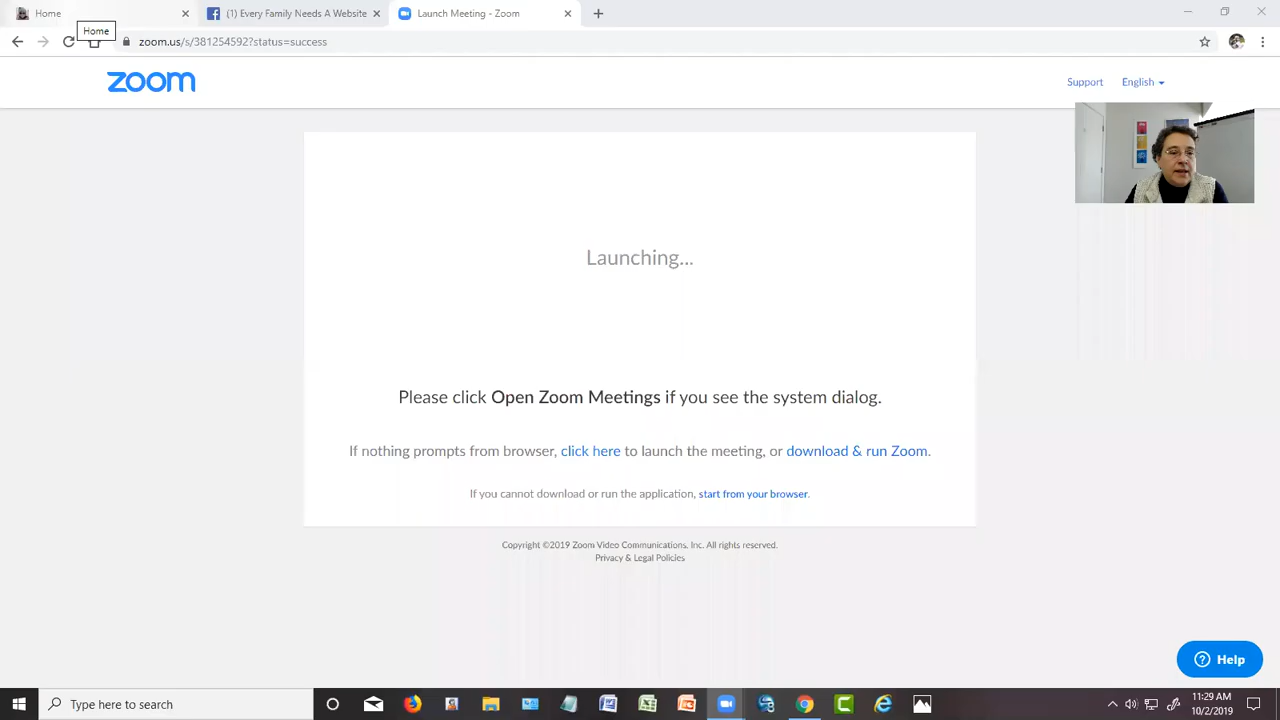 Home
(1) Every Family Needs A Website
Launch Meeting - Zoom
Home
zoom.us/s/381254592?status=success
zoom
Support
English
Launching...
Please click Open Zoom Meetings if you see the system dialog.
If nothing prompts from browser, click here to launch the meeting, or download & run Zoom.
If you cannot download or run the application, start from your browser.
Copyright ©2019 Zoom Video Communications, Inc. All rights reserved.
Privacy & Legal Policies
Help
Type here to search
11:29 AM
10/2/2019